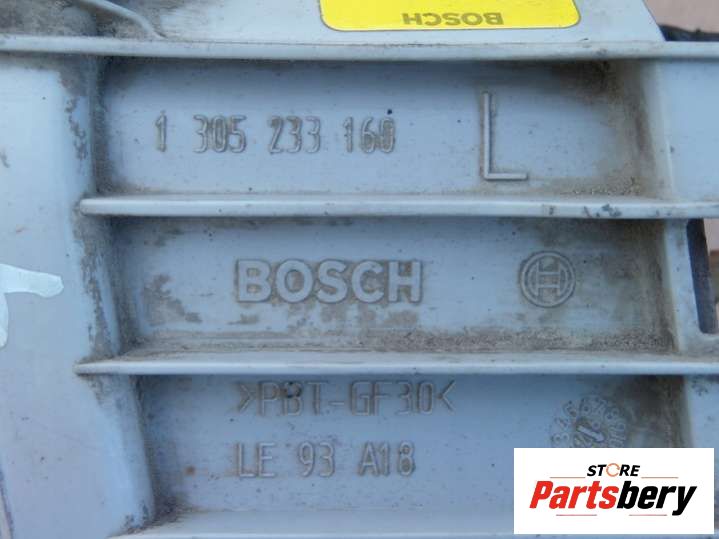 BOSCH
1 305 233 160
L
BOSCH
>PBT-GF30<
LE 93 A18
STORE
Partsbery